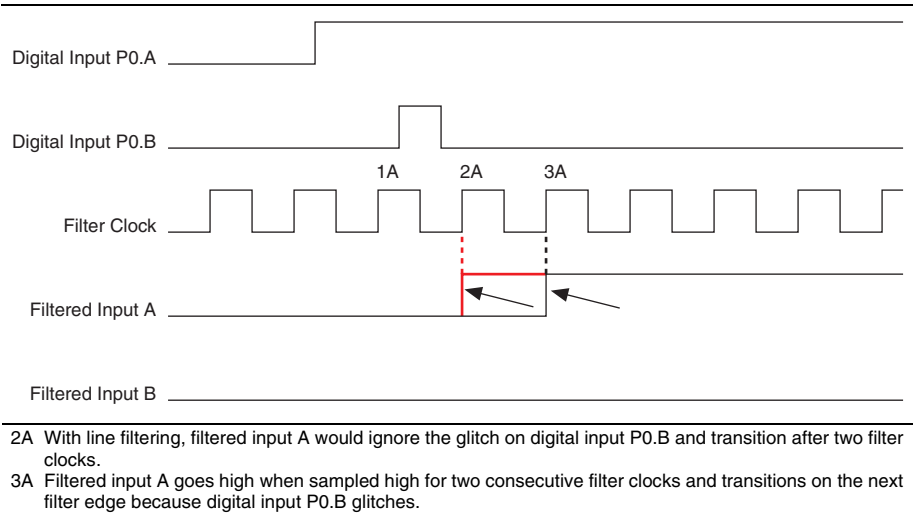 Digital Input P0.A
Digital Input P0.B
1A 2A 3A
Filter Clock
Filtered Input A
Filtered Input B
2A With line filtering, filtered input A would ignore the glitch on digital input P0.B and transition after two filter
clocks.
3A Filtered input A goes high when sampled high for two consecutive filter clocks and transitions on the next
filter edge because digital input P0.B glitches.